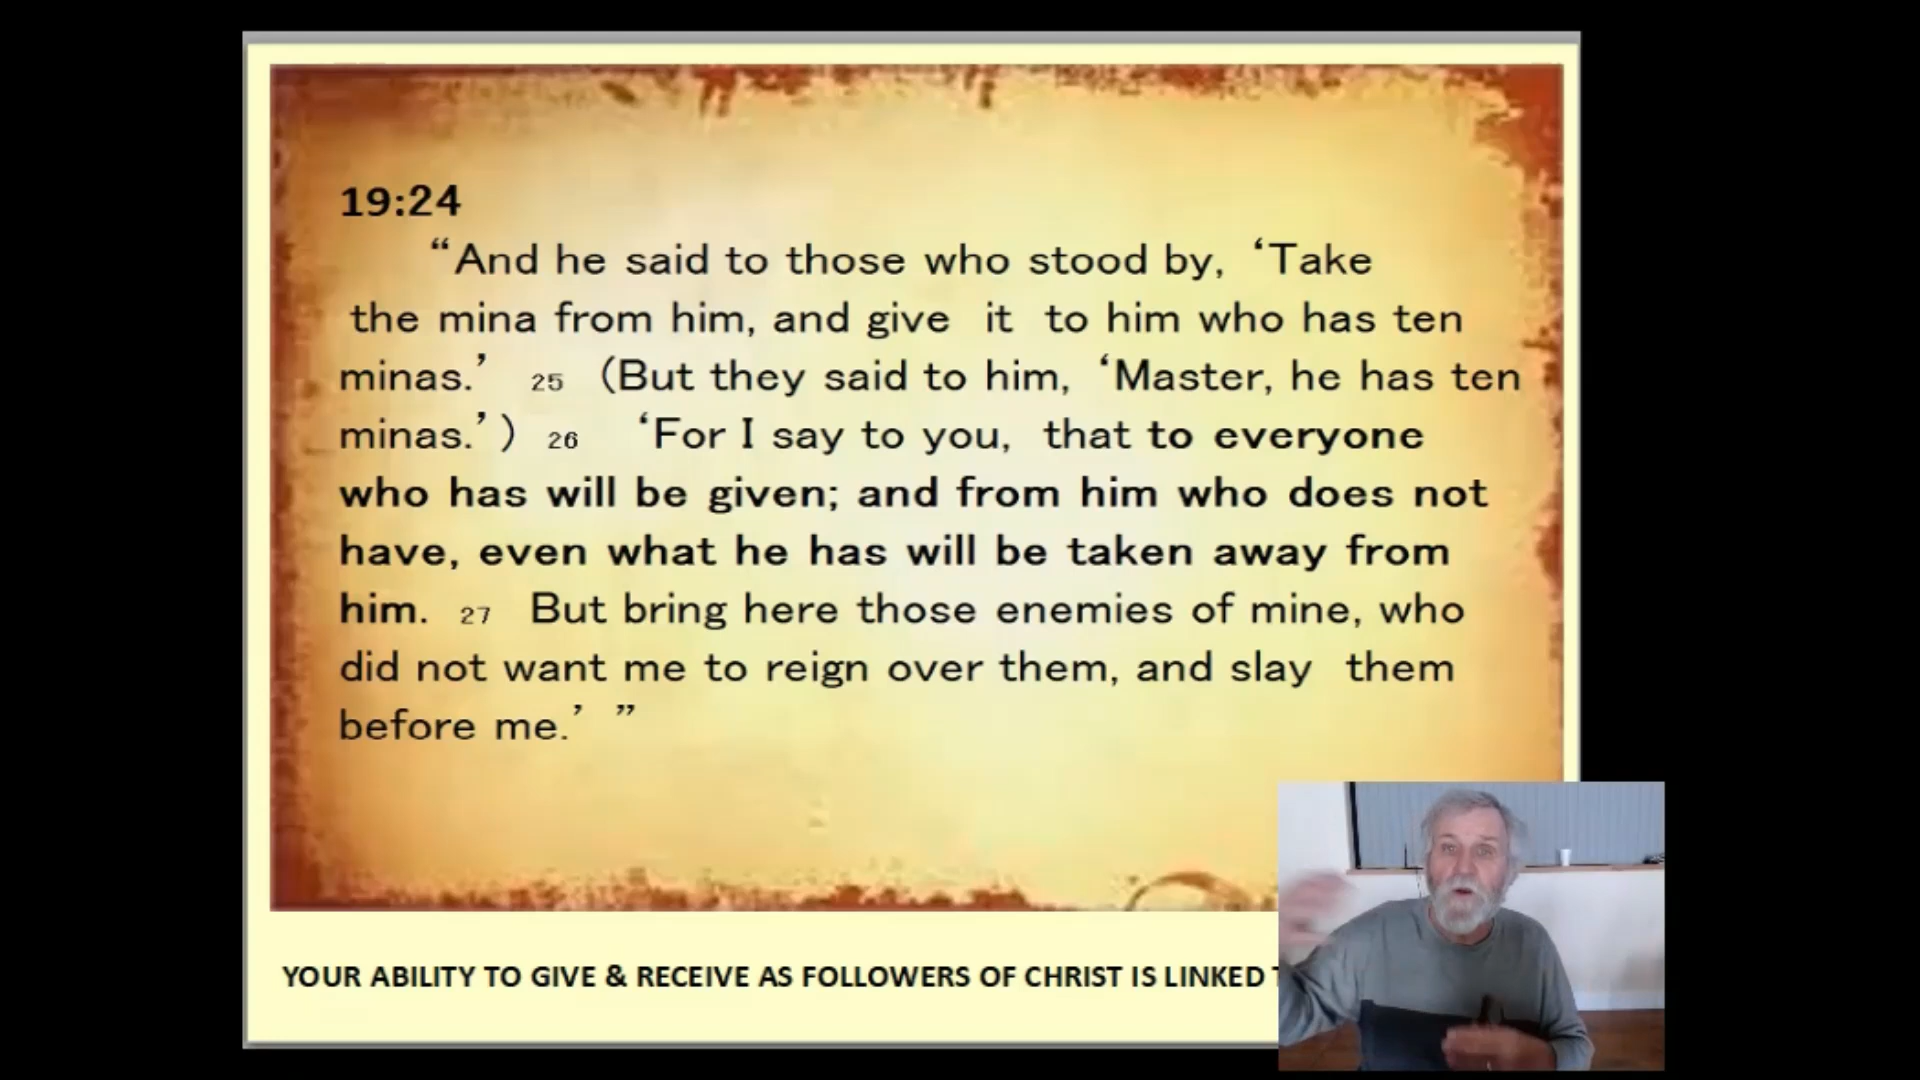 19:24
“And he said to those who stood by, ‘Take
the mina from him, and give it to him who has ten
minas.’ 25 (But they said to him, ‘Master, he has ten
minas.’) 26 ‘For I say to you, that to everyone
who has will be given; and from him who does not
have, even what he has will be taken away from
him. 27 But bring here those enemies of mine, who
did not want me to reign over them, and slay them
before me.’ ”
YOUR ABILITY TO GIVE & RECEIVE AS FOLLOWERS OF CHRIST IS LINKED